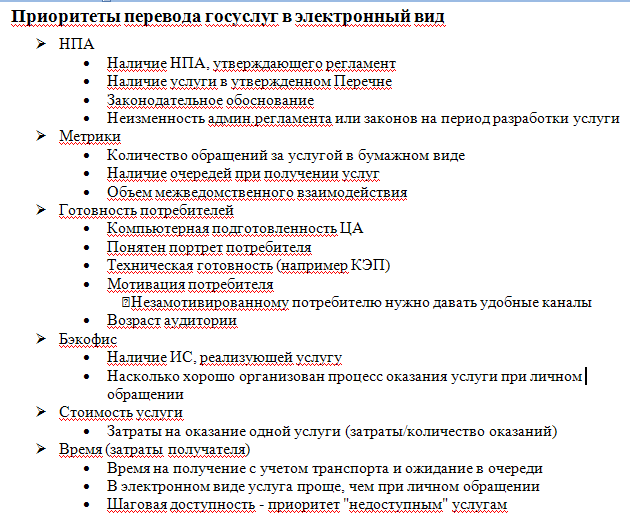 Приоритеты перевода госуслуг в электронный вид
НПА
Наличие НПА, утверждающего регламент
Наличие услуги в утвержденном Перечне
Законодательное обоснование
Неизменность админ.регламента или законов на период разработки услуги
Метрики
Количество обращений за услугой в бумажном виде
Наличие очередей при получении услуг
Объем межведомственного взаимодействия
Готовность потребителей
Компьютерная подготовленность ЦА
Понятен портрет потребителя
Техническая готовность (например КЭП)
Мотивация потребителя
Незамотивированному потребителю нужно давать удобные каналы
Возраст аудитории
Бэкофис
Наличие ИС, реализующей услугу
Насколько хорошо организован процесс оказания услуги при личном
обращении
Стоимость услуги
Затраты на оказание одной услуги (затраты/количество оказаний)
Время (затраты получателя)
Время на получение с учетом транспорта и ожидание в очереди
В электронном виде услуга проще, чем при личном обращении
Шаговая доступность - приоритет "недоступным" услугам